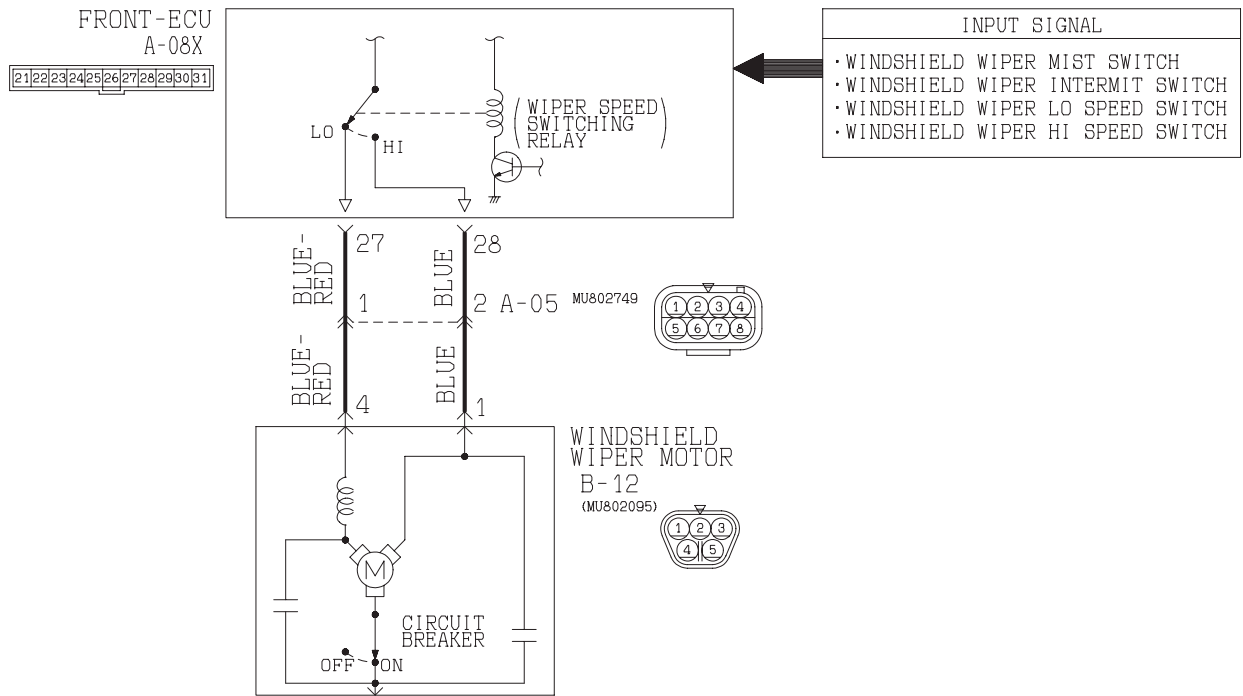 FRONT-ECU
A-08X
21 22 23 24 25 26 27 28 29 30 31
INPUT SIGNAL
·WINDSHIELD WIPER MIST SWITCH
·WINDSHIELD WIPER INTERMIT SWITCH
·WINDSHIELD WIPER LO SPEED SWITCH
·WINDSHIELD WIPER HI SPEED SWITCH
(WIPER SPEED)
SWITCHING
RELAY
LO
HI
27
28
BLUE-
RED
BLUE
1
2 A-05 MU802749
1 2 3 4
5 6 7 8
BLUE-
RED
BLUE
4
1
WINDSHIELD
WIPER MOTOR
B-12
(MU802095)
1 2 3
4 5
M
CIRCUIT
BREAKER
OFF
ON